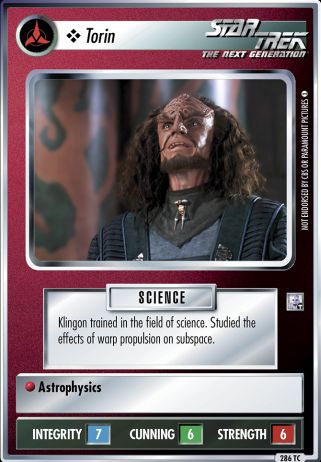 ❖ Torin
STAR TREK
THE NEXT GENERATION
NOT ENDORSED BY CBS OR PARAMOUNT PICTURES
SCIENCE
Klingon trained in the field of science. Studied the
effects of warp propulsion on subspace.
Astrophysics
INTEGRITY 7 CUNNING 6 STRENGTH 6
286 TC